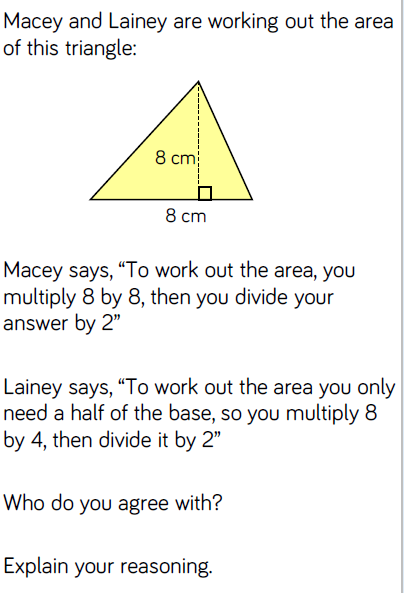 Macey and Lainey are working out the area
of this triangle:
8 cm
8 cm
Macey says, “To work out the area, you
multiply 8 by 8, then you divide your
answer by 2”
Lainey says, “To work out the area you only
need a half of the base, so you multiply 8
by 4, then divide it by 2”
Who do you agree with?
Explain your reasoning.